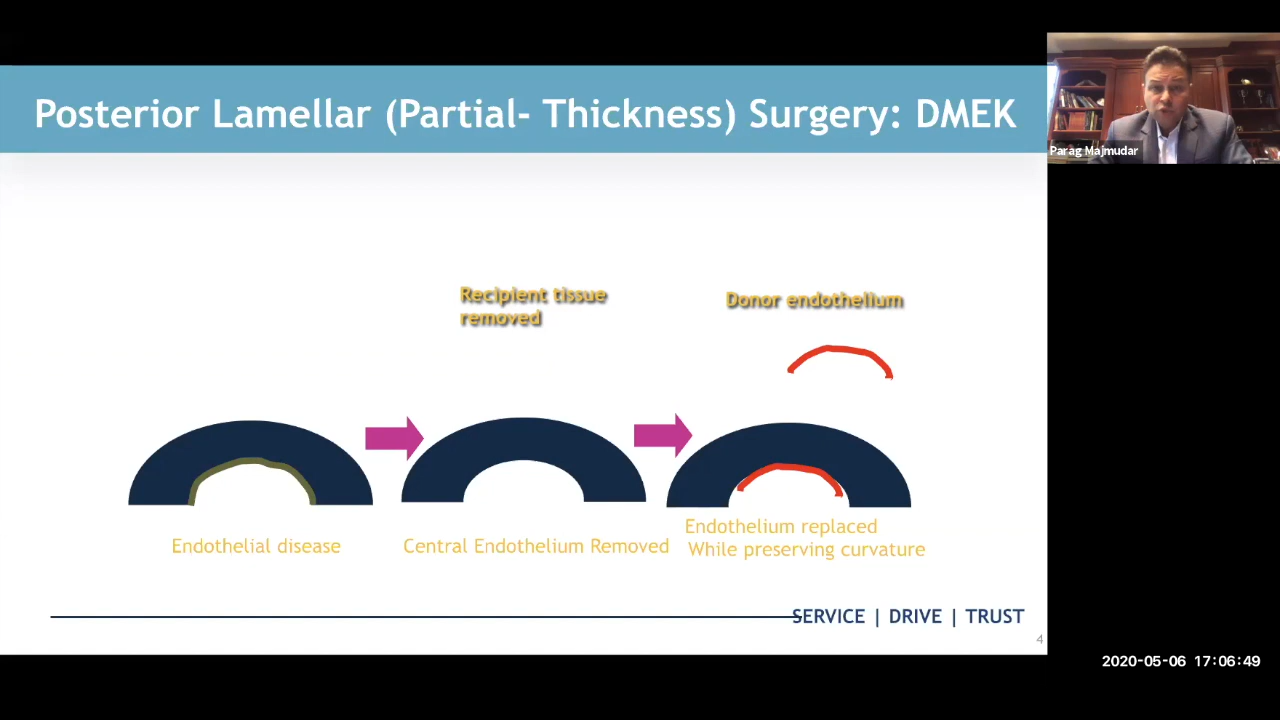 Posterior Lamellar (Partial- Thickness) Surgery: DMEK
Parag Majmudar
Recipient tissue
removed
Donor endothelium
Endothelial disease
Central Endothelium Removed
Endothelium replaced
While preserving curvature
SERVICE | DRIVE | TRUST
4
2020-05-06 17:06:49